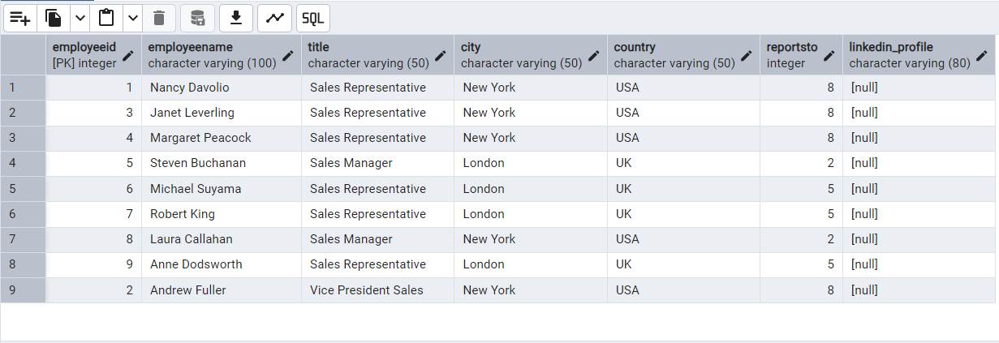 SQL
employeeid employeename title city country reportsto linkedin_profile
[PK] integer character varying (100) character varying (50) character varying (50) character varying (50) integer character varying (80)
1 1 Nancy Davolio Sales Representative New York USA 8 [null]
2 3 Janet Leverling Sales Representative New York USA 8 [null]
3 4 Margaret Peacock Sales Representative New York USA 8 [null]
4 5 Steven Buchanan Sales Manager London UK 2 [null]
5 6 Michael Suyama Sales Representative London UK 5 [null]
6 7 Robert King Sales Representative London UK 5 [null]
7 8 Laura Callahan Sales Manager New York USA 2 [null]
8 9 Anne Dodsworth Sales Representative London UK 5 [null]
9 2 Andrew Fuller Vice President Sales New York USA 8 [null]